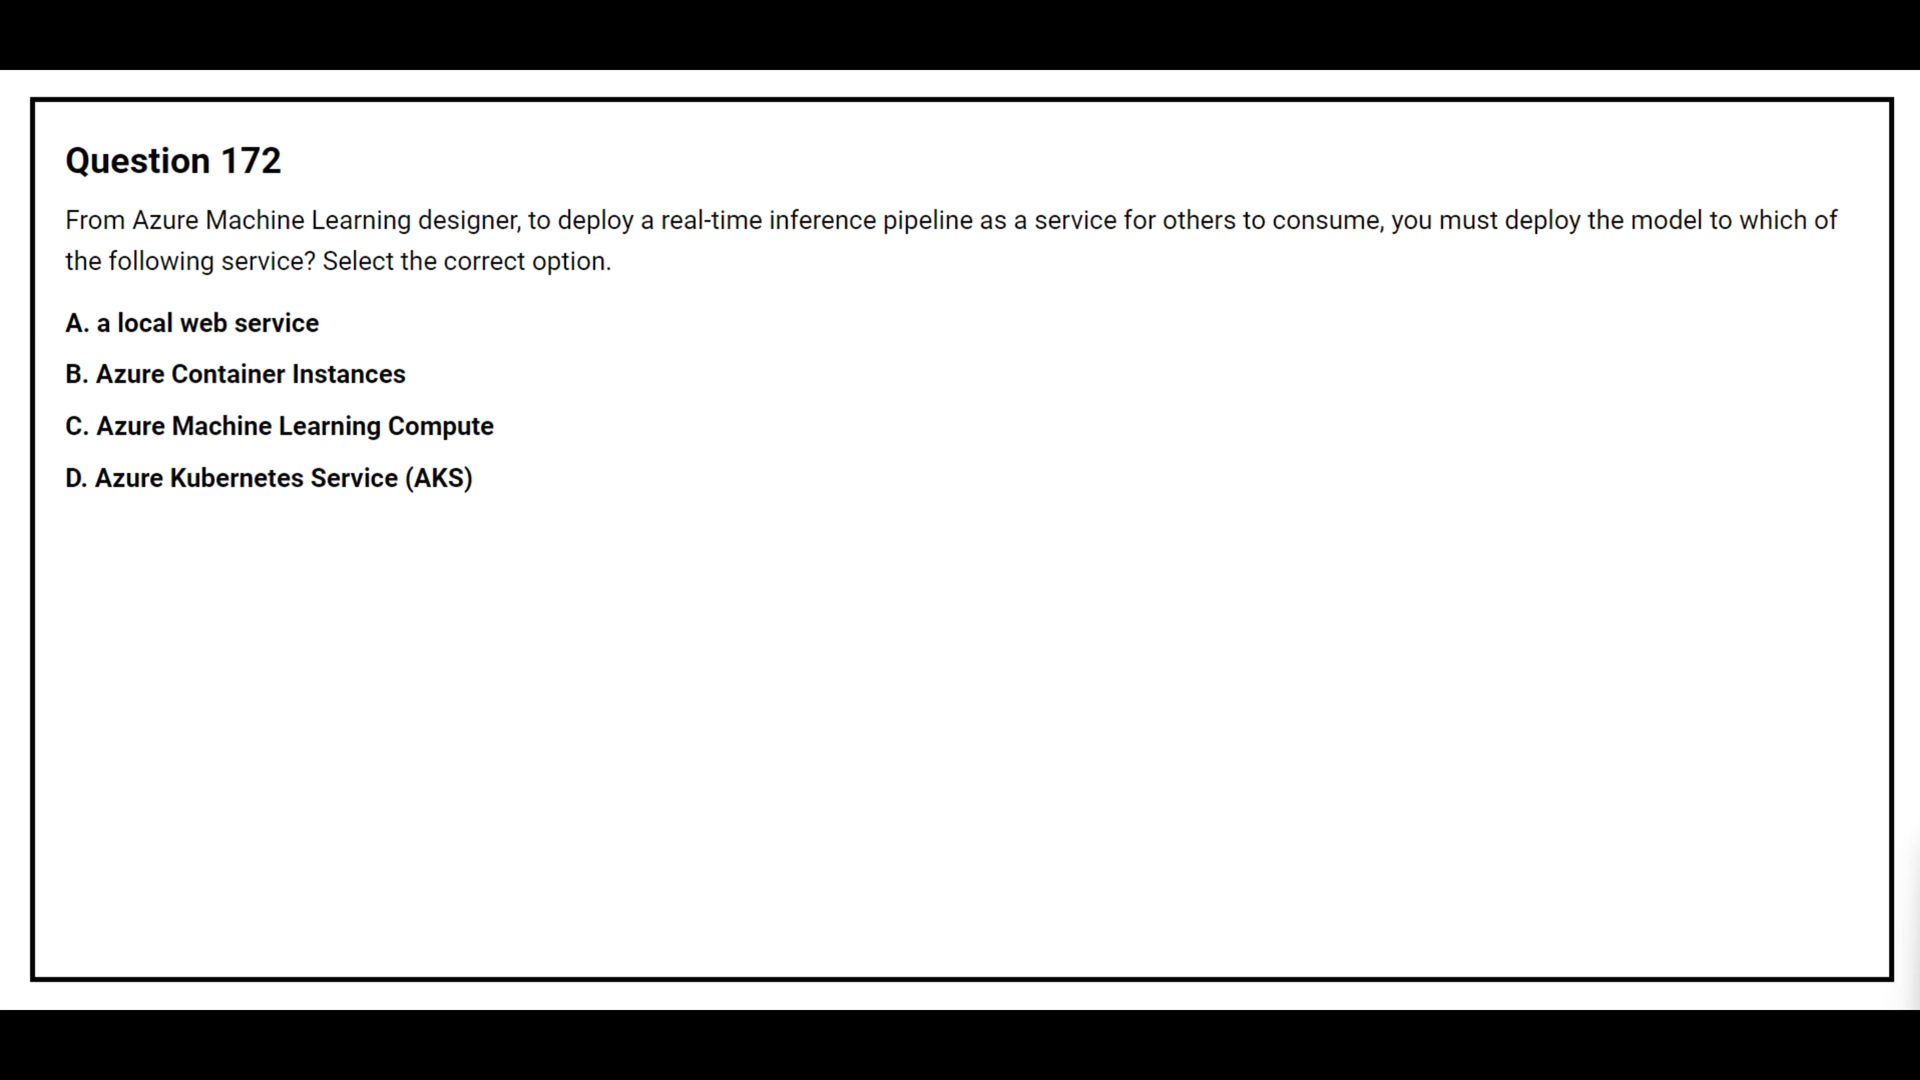 Question 172
From Azure Machine Learning designer, to deploy a real-time inference pipeline as a service for others to consume, you must deploy the model to which of
the following service? Select the correct option.
A. a local web service
B. Azure Container Instances
C. Azure Machine Learning Compute
D. Azure Kubernetes Service (AKS)